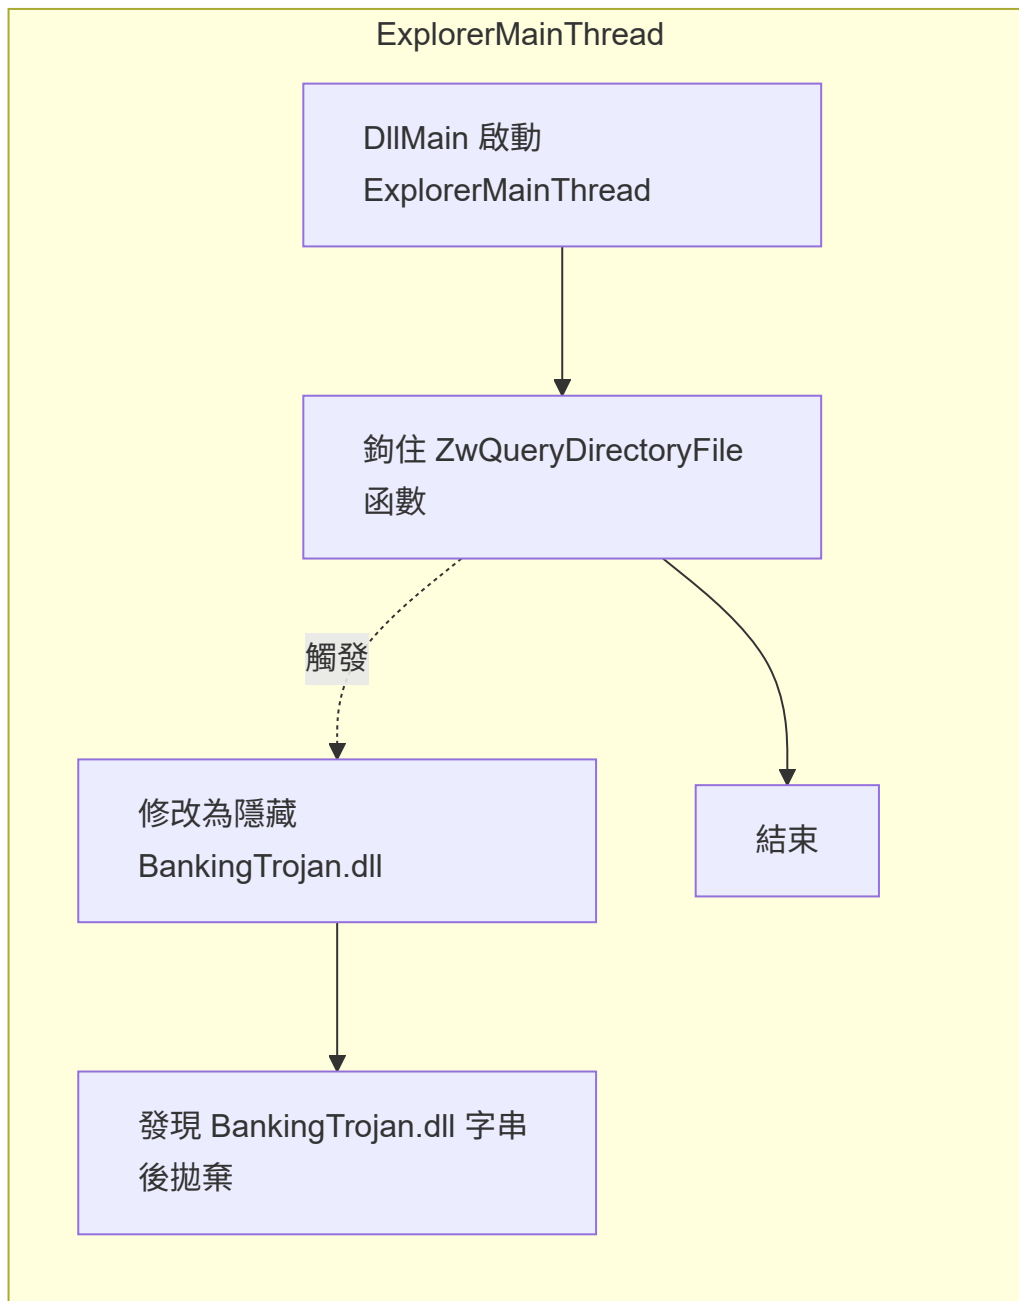 ExplorerMainThread
DllMain 啟動
ExplorerMainThread
鉤住 ZwQueryDirectoryFile
函數
觸發
修改為隱藏
BankingTrojan.dll
結束
發現 BankingTrojan.dll 字串
後拋棄